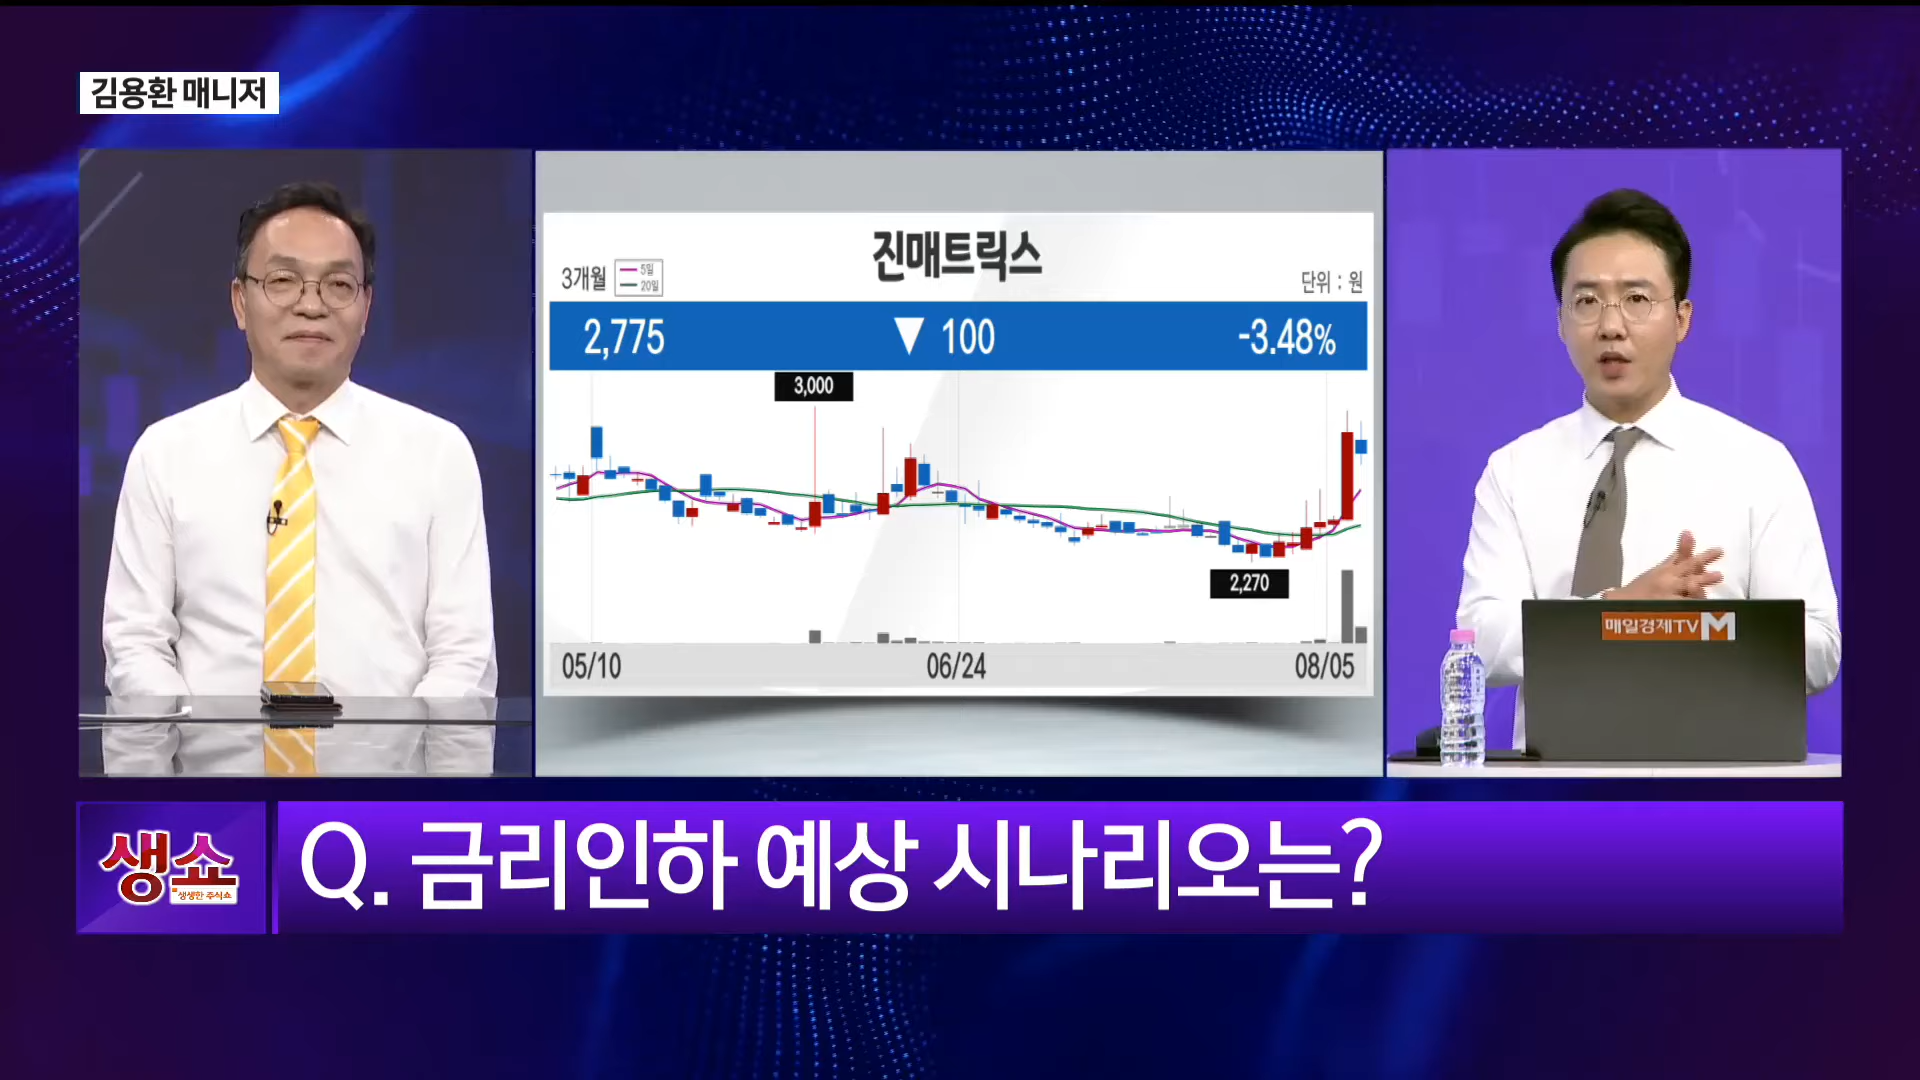 김용환 매니저
진매트릭스
3개월
5일
20일
단위 : 원
2,775 ▼ 100 -3.48%
3,000
2,270
05/10 06/24 08/05
매일경제TV M
생쇼
생생한 주식쇼
Q. 금리인하 예상 시나리오는?